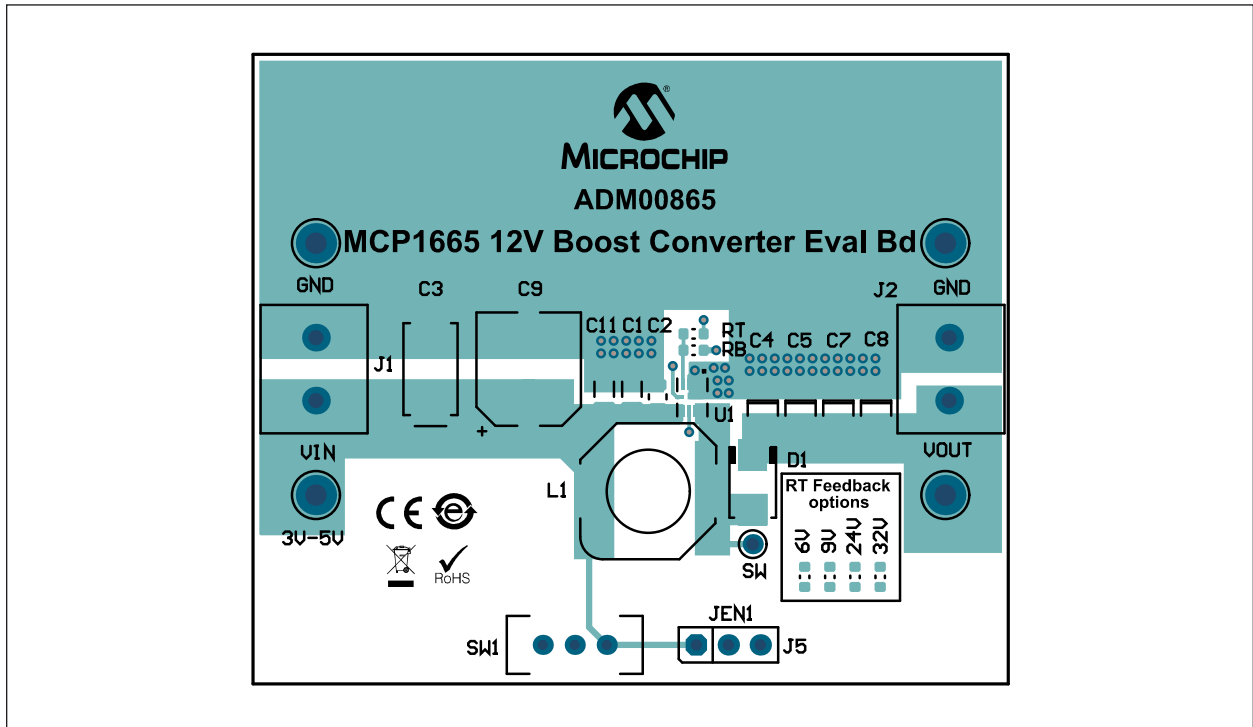 ®
MICROCHIP
ADM00865
MCP1665 12V Boost Converter Eval Bd
GND
C3
C9
J2
GND
C11 C1 C2
RT
RB
C4 C5 C7 C8
J1
U1
+
VIN
VOUT
L1
D1
RT Feedback
options
6V 9V 24V 32V
CE
e
3V-5V
RoHS
SW
JEN1
SW1
J5